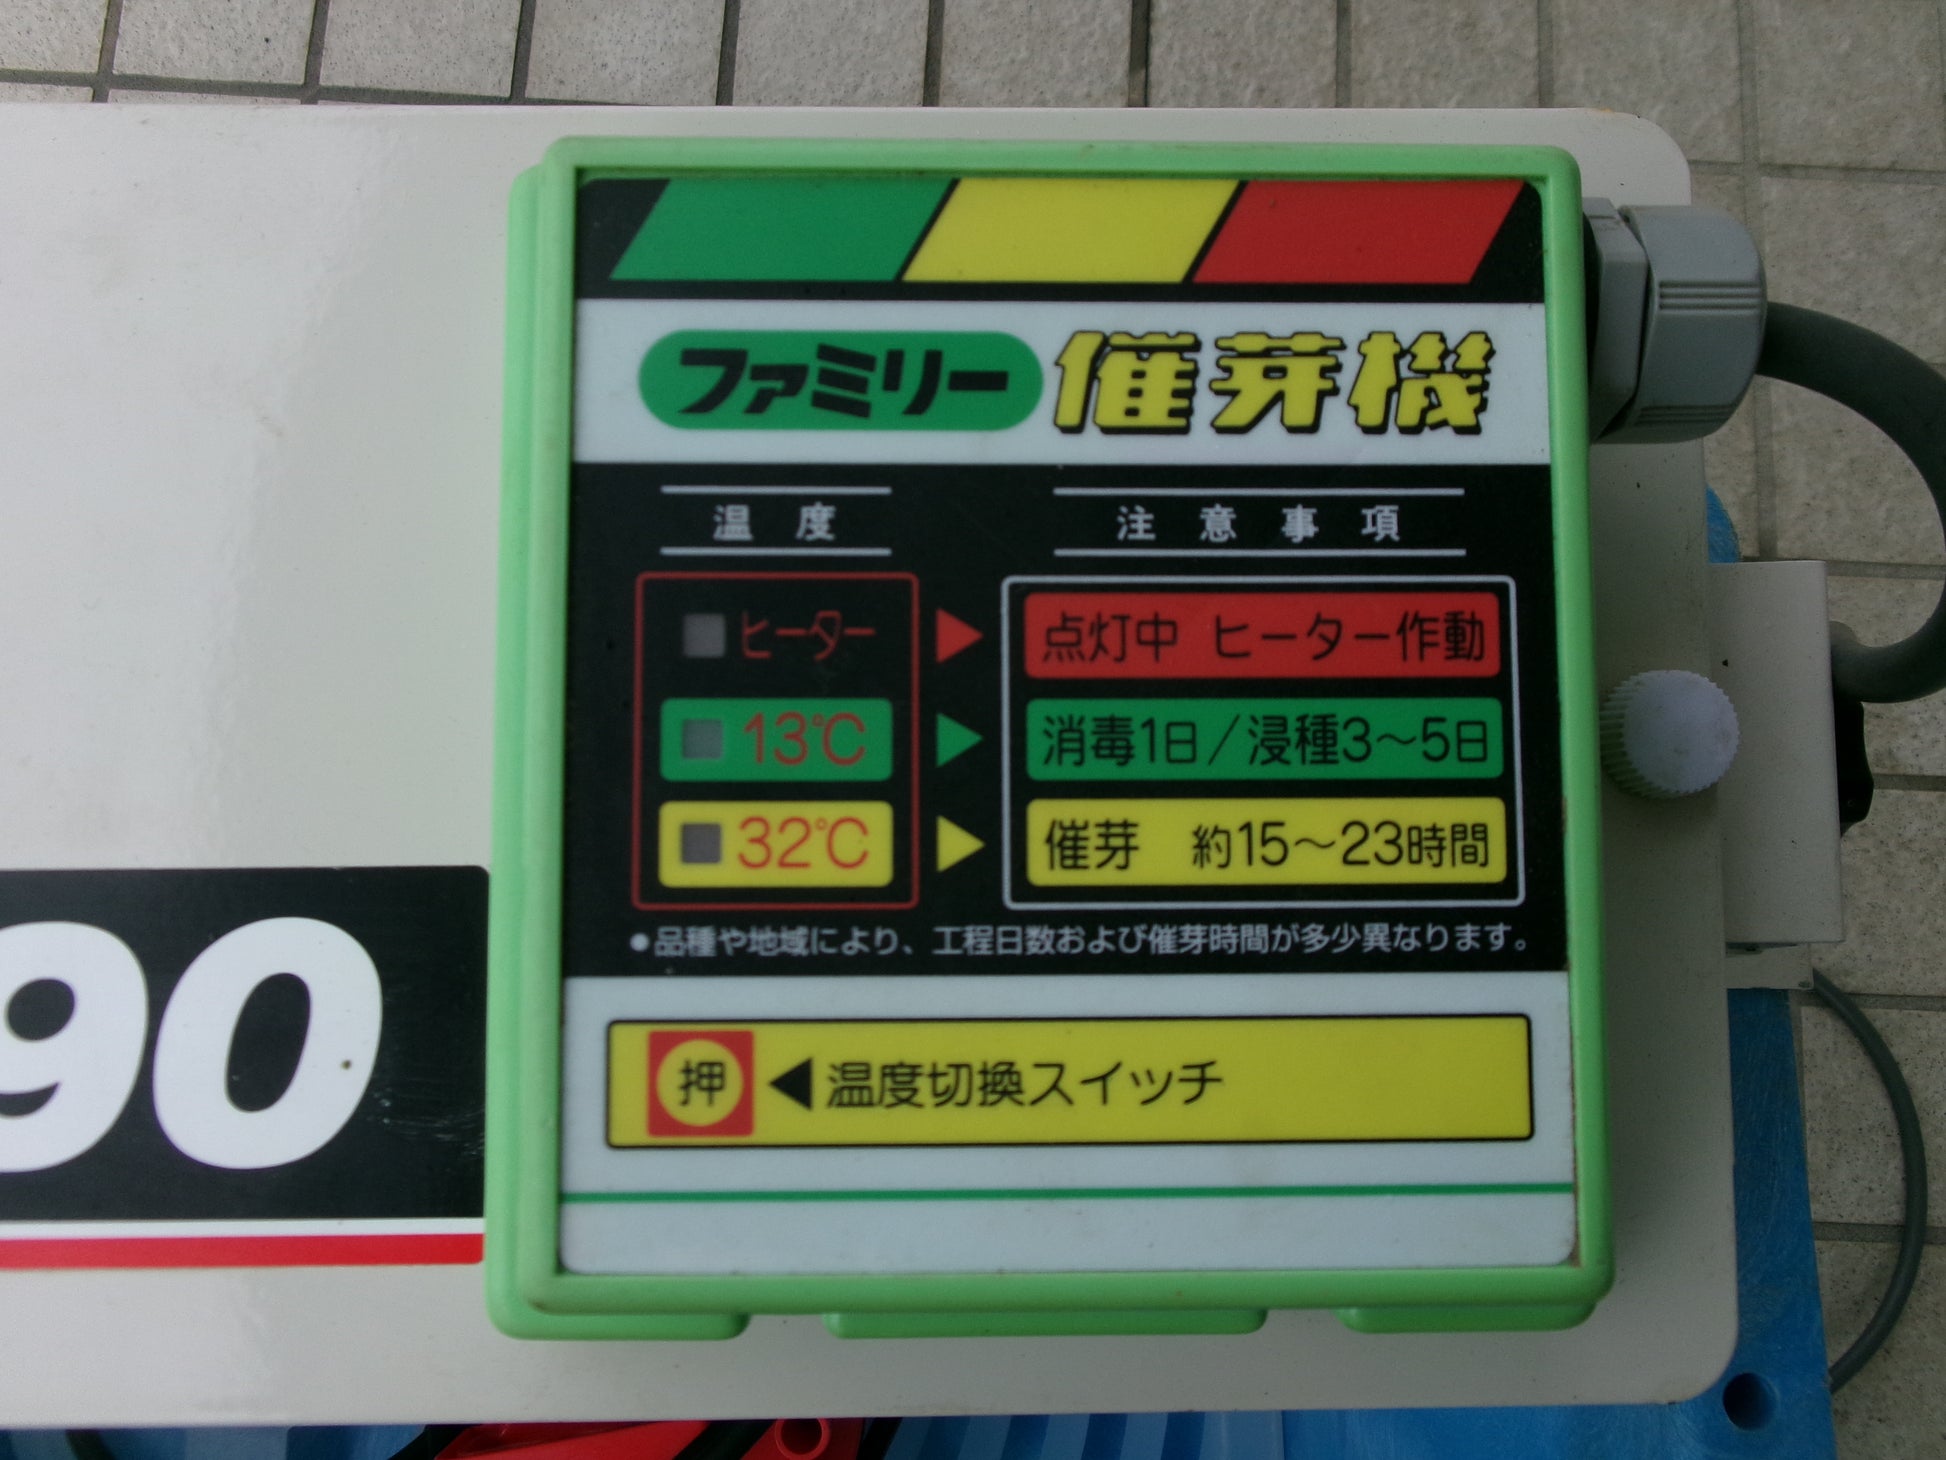 ファミリー 催芽機
温度 注意事項
ヒーター 点灯中 ヒーター作動
13℃ 消毒1日/浸種3～5日
32℃ 催芽 約15～23時間
●品種や地域により、工程日数および催芽時間が多少異なります。
押 ◀温度切換スイッチ
90